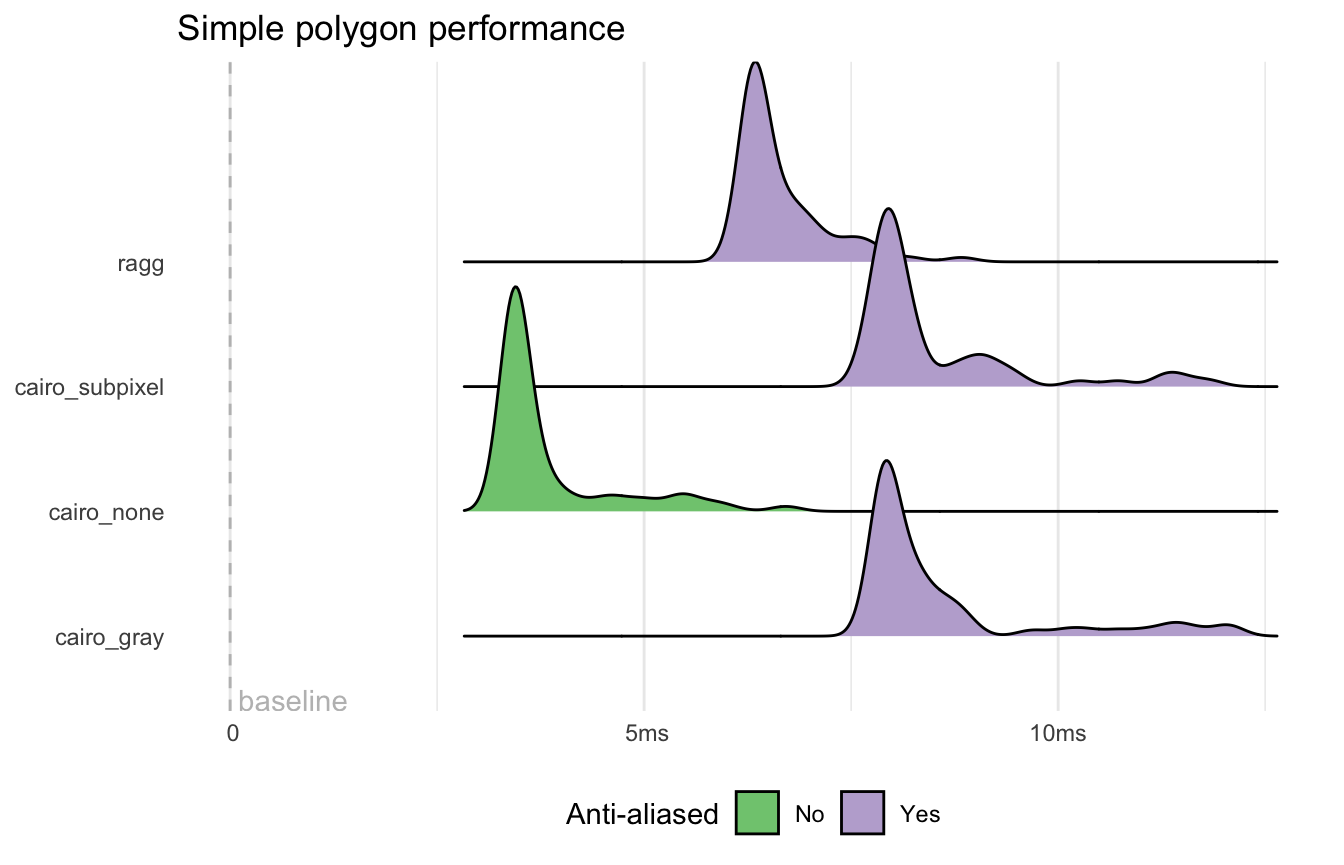 Simple polygon performance
ragg
cairo_subpixel
cairo_none
cairo_gray
baseline
0 5ms 10ms
Anti-aliased No Yes